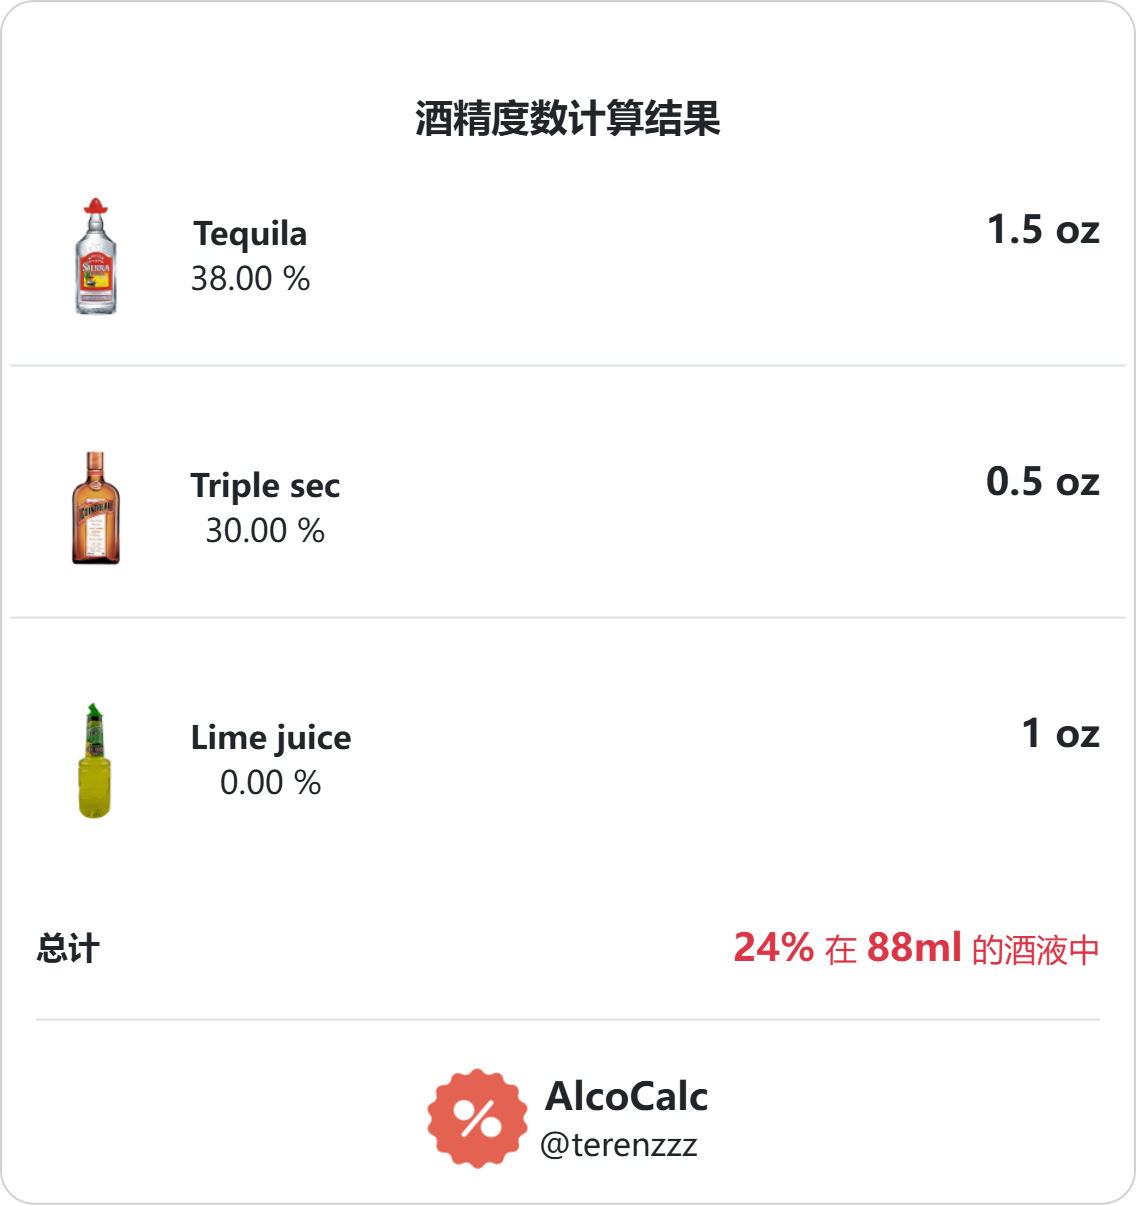 酒精度数计算结果
Tequila
1.5 oz
38.00 %
SIERRA
Triple sec
0.5 oz
30.00 %
COINTREAU
Lime juice
1 oz
0.00 %
总计
24% 在 88ml 的酒液中
%
AlcoCalc
@terenzzz